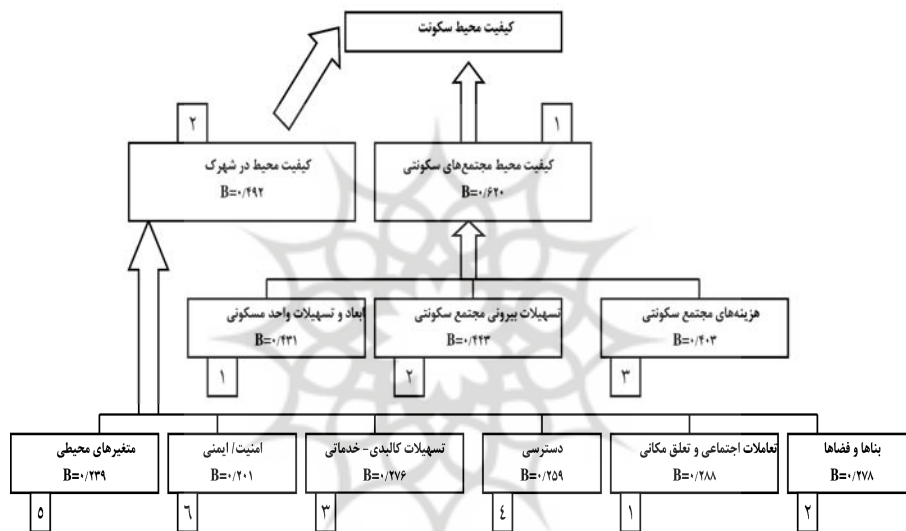 کیفیت محیط سکونت
۱
کیفیت محیط مجتمع‌های سکونتی
B=۰/۶۲۰
۲
کیفیت محیط در شهرک
B=۰/۴۹۲
هزینه‌های مجتمع سکونتی
B=۰/۴۰۳
۳
تسهیلات بیرونی مجتمع سکونتی
B=۰/۴۴۳
۲
ابعاد و تسهیلات واحد مسکونی
B=۰/۴۳۱
۱
بناها و فضاها
B=۰/۲۷۸
۲
تعاملات اجتماعی و تعلق مکانی
B=۰/۲۸۸
۱
دسترسی
B=۰/۲۵۹
٤
تسهیلات کالبدی- خدماتی
B=۰/۲۷۶
۳
امنیت/ ایمنی
B=۰/۲۰۱
٦
متغیرهای محیطی
B=۰/۲۳۹
٥